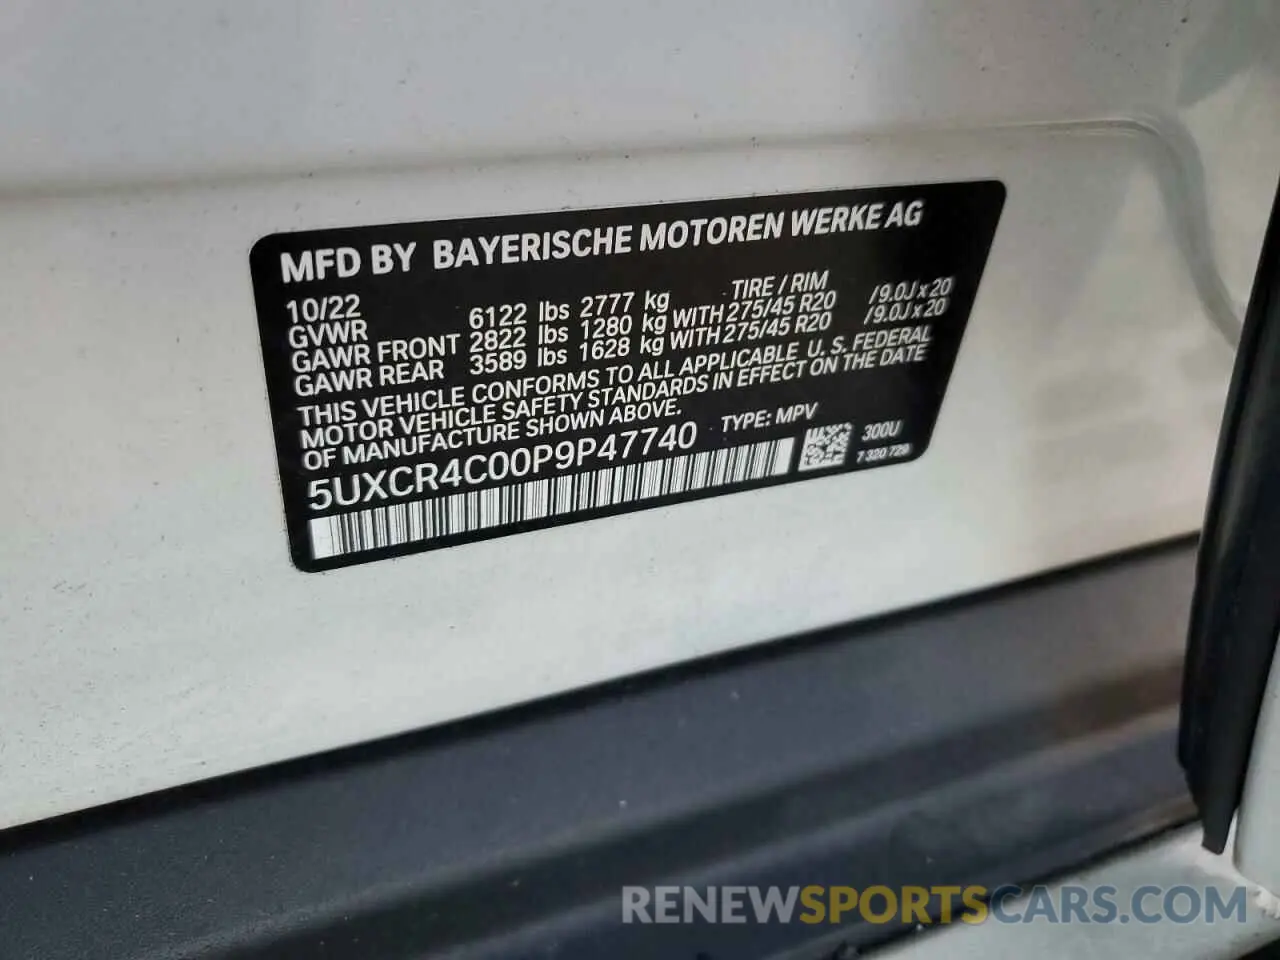 MFD BY BAYERISCHE MOTOREN WERKE AG
10/22 TIRE / RIM
GVWR 6122 lbs 2777 kg
GAWR FRONT 2822 lbs 1280 kg WITH 275/45 R20 /9.0J x 20
GAWR REAR 3589 lbs 1628 kg WITH 275/45 R20 /9.0J x 20
THIS VEHICLE CONFORMS TO ALL APPLICABLE U. S. FEDERAL
MOTOR VEHICLE SAFETY STANDARDS IN EFFECT ON THE DATE
OF MANUFACTURE SHOWN ABOVE.
TYPE: MPV
5UXCR4C00P9P47740
300U
7 320 729
RENEWSPORTSCARS.COM